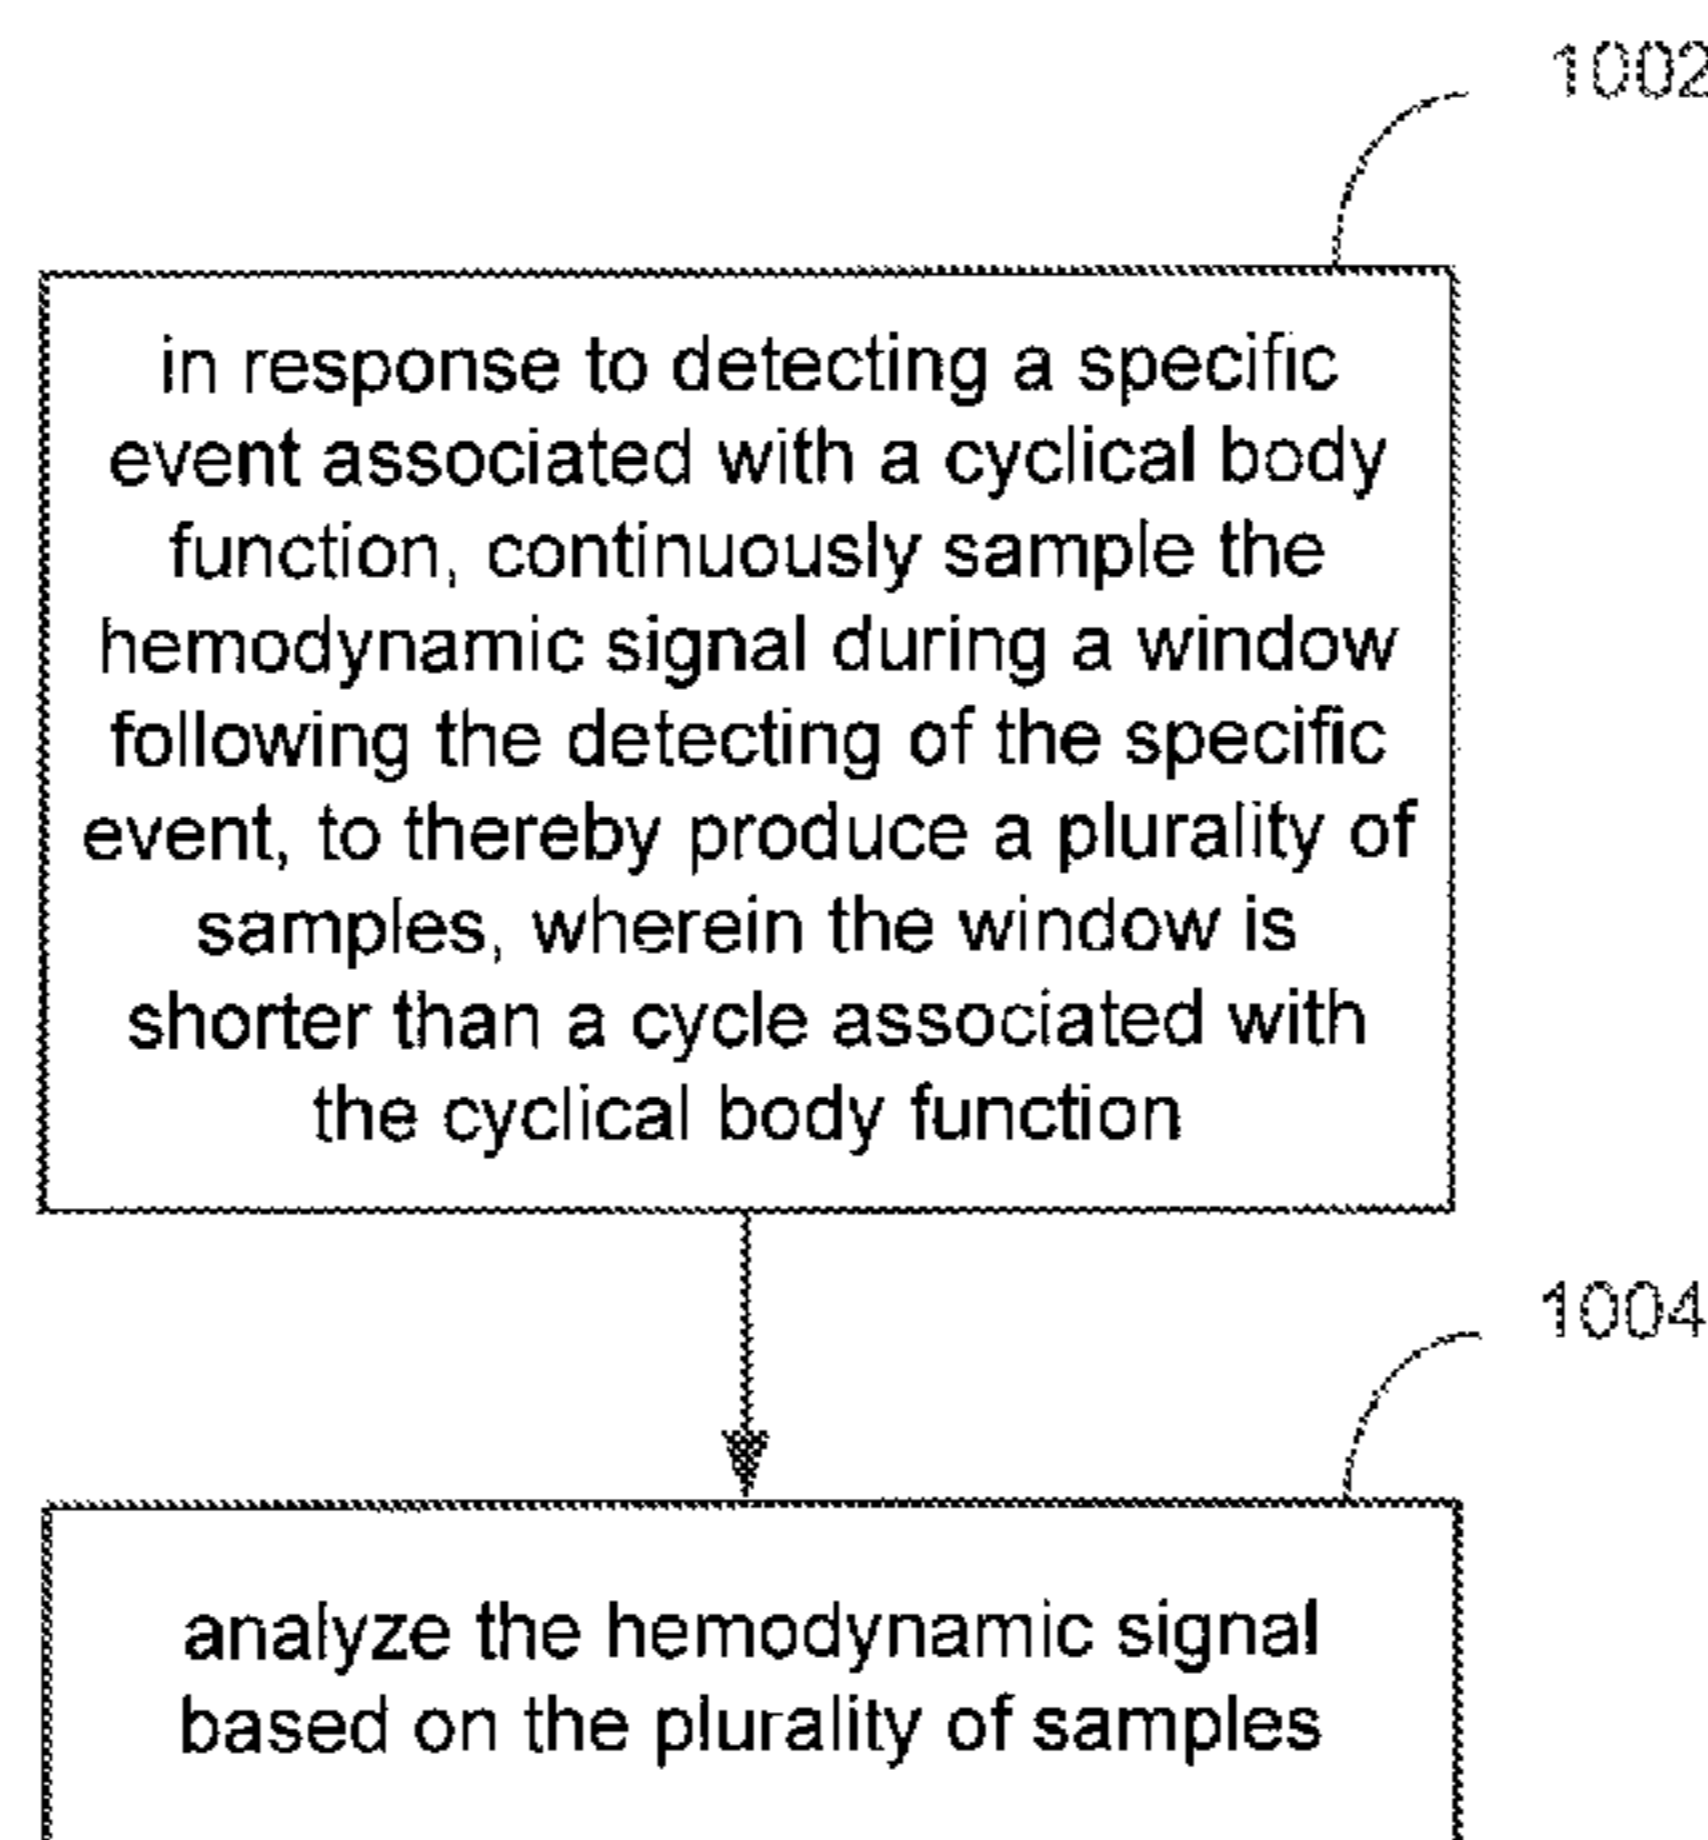 1002
in response to detecting a specific
event associated with a cyclical body
function, continuously sample the
hemodynamic signal during a window
following the detecting of the specific
event, to thereby produce a plurality of
samples, wherein the window is
shorter than a cycle associated with
the cyclical body function
1004
analyze the hemodynamic signal
based on the plurality of samples